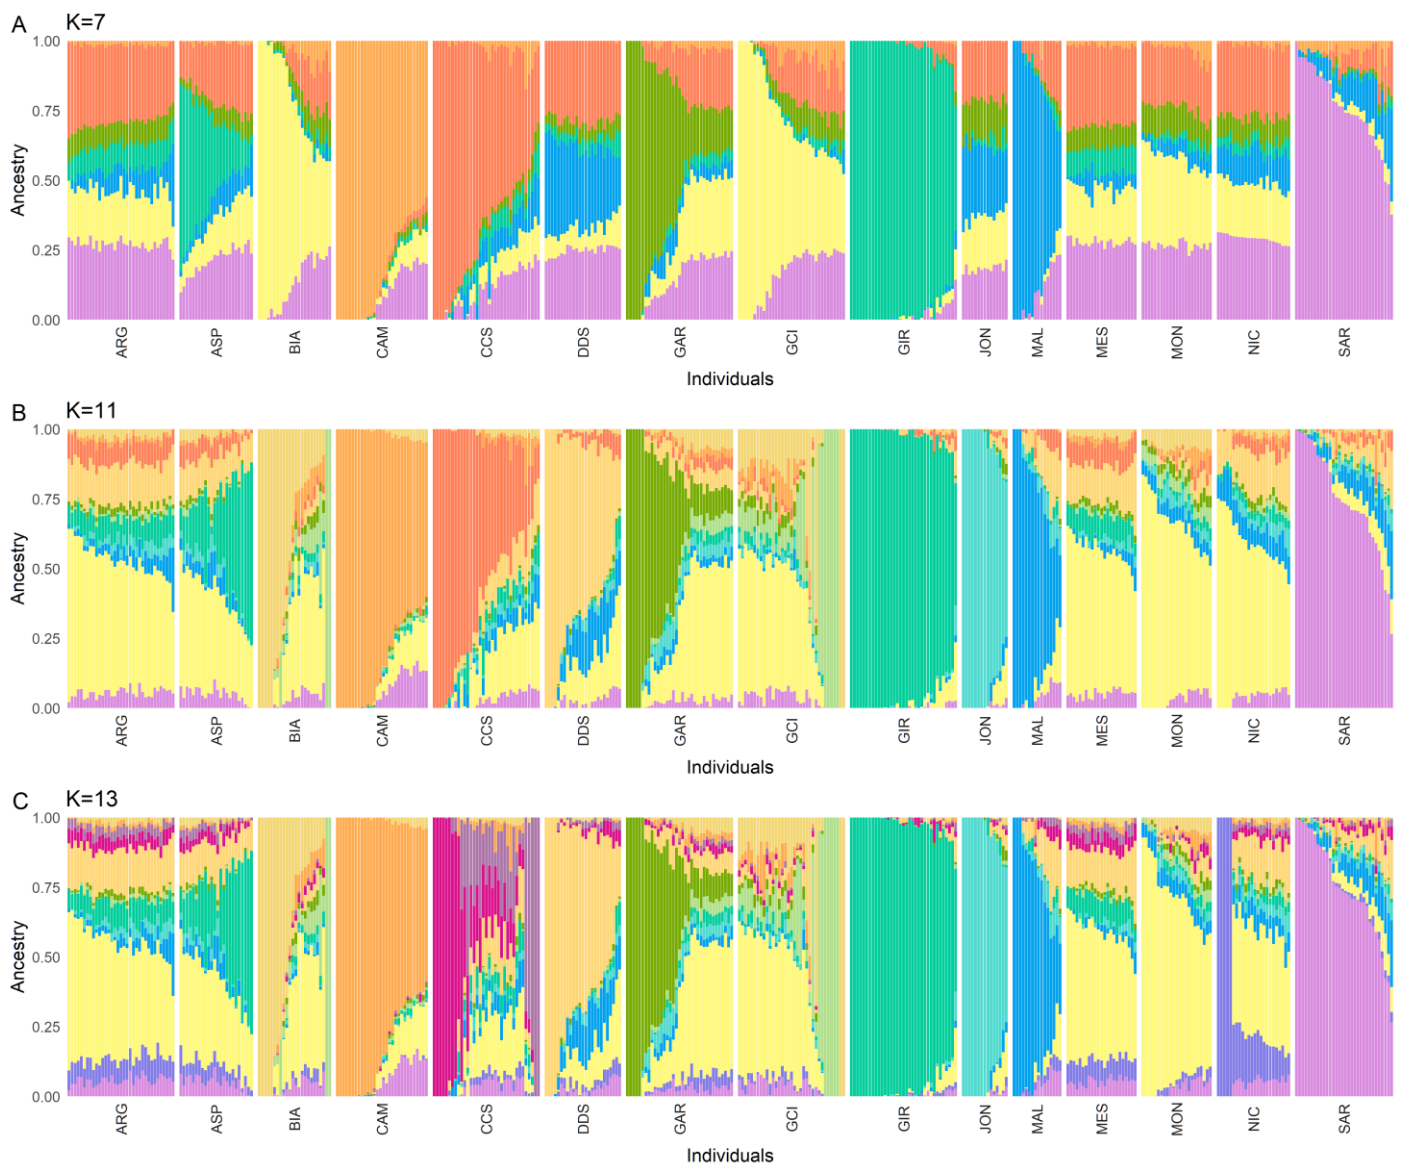 A K=7
1.00
0.75
0.50
0.25
0.00
Ancestry
ARG ASP BIA CAM CCS DDS GAR GCI GIR JON MAL MES MON NIC SAR
Individuals
B K=11
1.00
0.75
0.50
0.25
0.00
Ancestry
ARG ASP BIA CAM CCS DDS GAR GCI GIR JON MAL MES MON NIC SAR
Individuals
C K=13
1.00
0.75
0.50
0.25
0.00
Ancestry
ARG ASP BIA CAM CCS DDS GAR GCI GIR JON MAL MES MON NIC SAR
Individuals